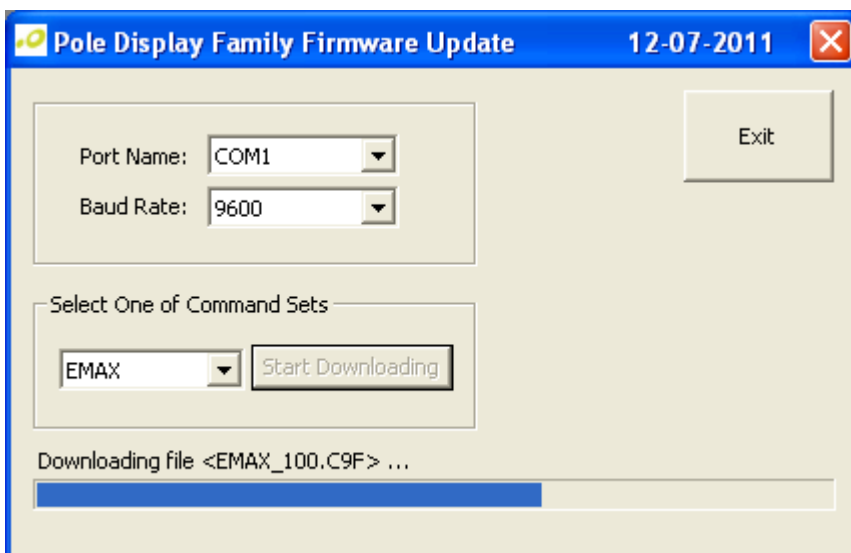 Pole Display Family Firmware Update 12-07-2011
Exit
Port Name: COM1
Baud Rate: 9600
Select One of Command Sets
EMAX Start Downloading
Downloading file <EMAX_100.C9F> ...